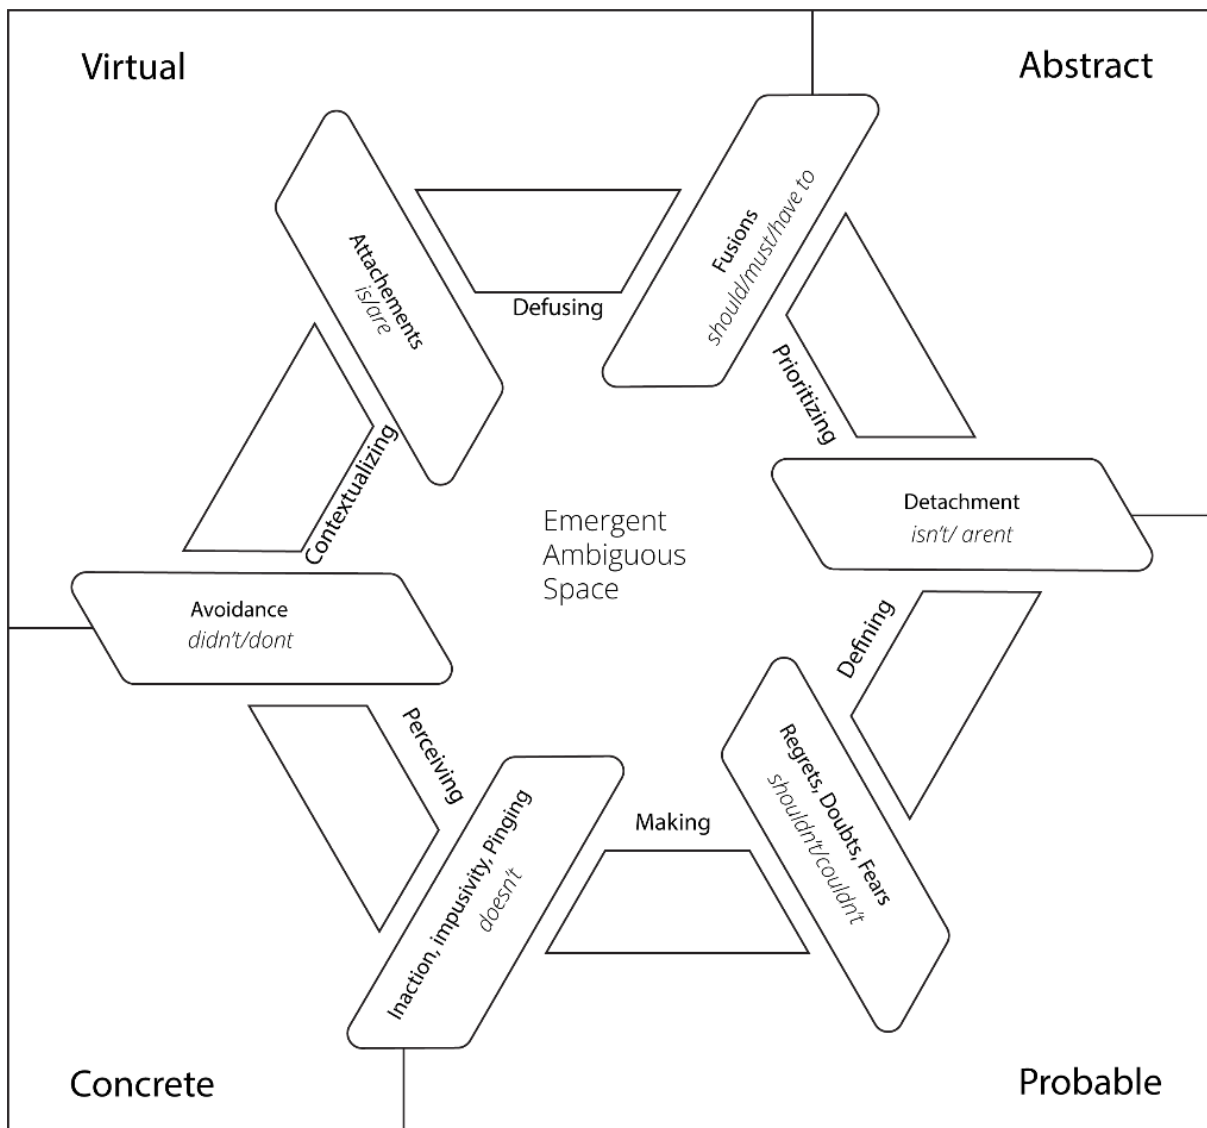 Virtual
Abstract
Attachements
is/are
Defusing
Fusions
should/must/have to
Prioritizing
Contextualizing
Detachment
isn't/ arent
Emergent
Ambiguous
Space
Avoidance
didn't/dont
Defining
Perceiving
Regrets, Doubts, Fears
shouldn't/couldn't
Making
Inaction, impusivity, Pinging
doesn't
Concrete
Probable